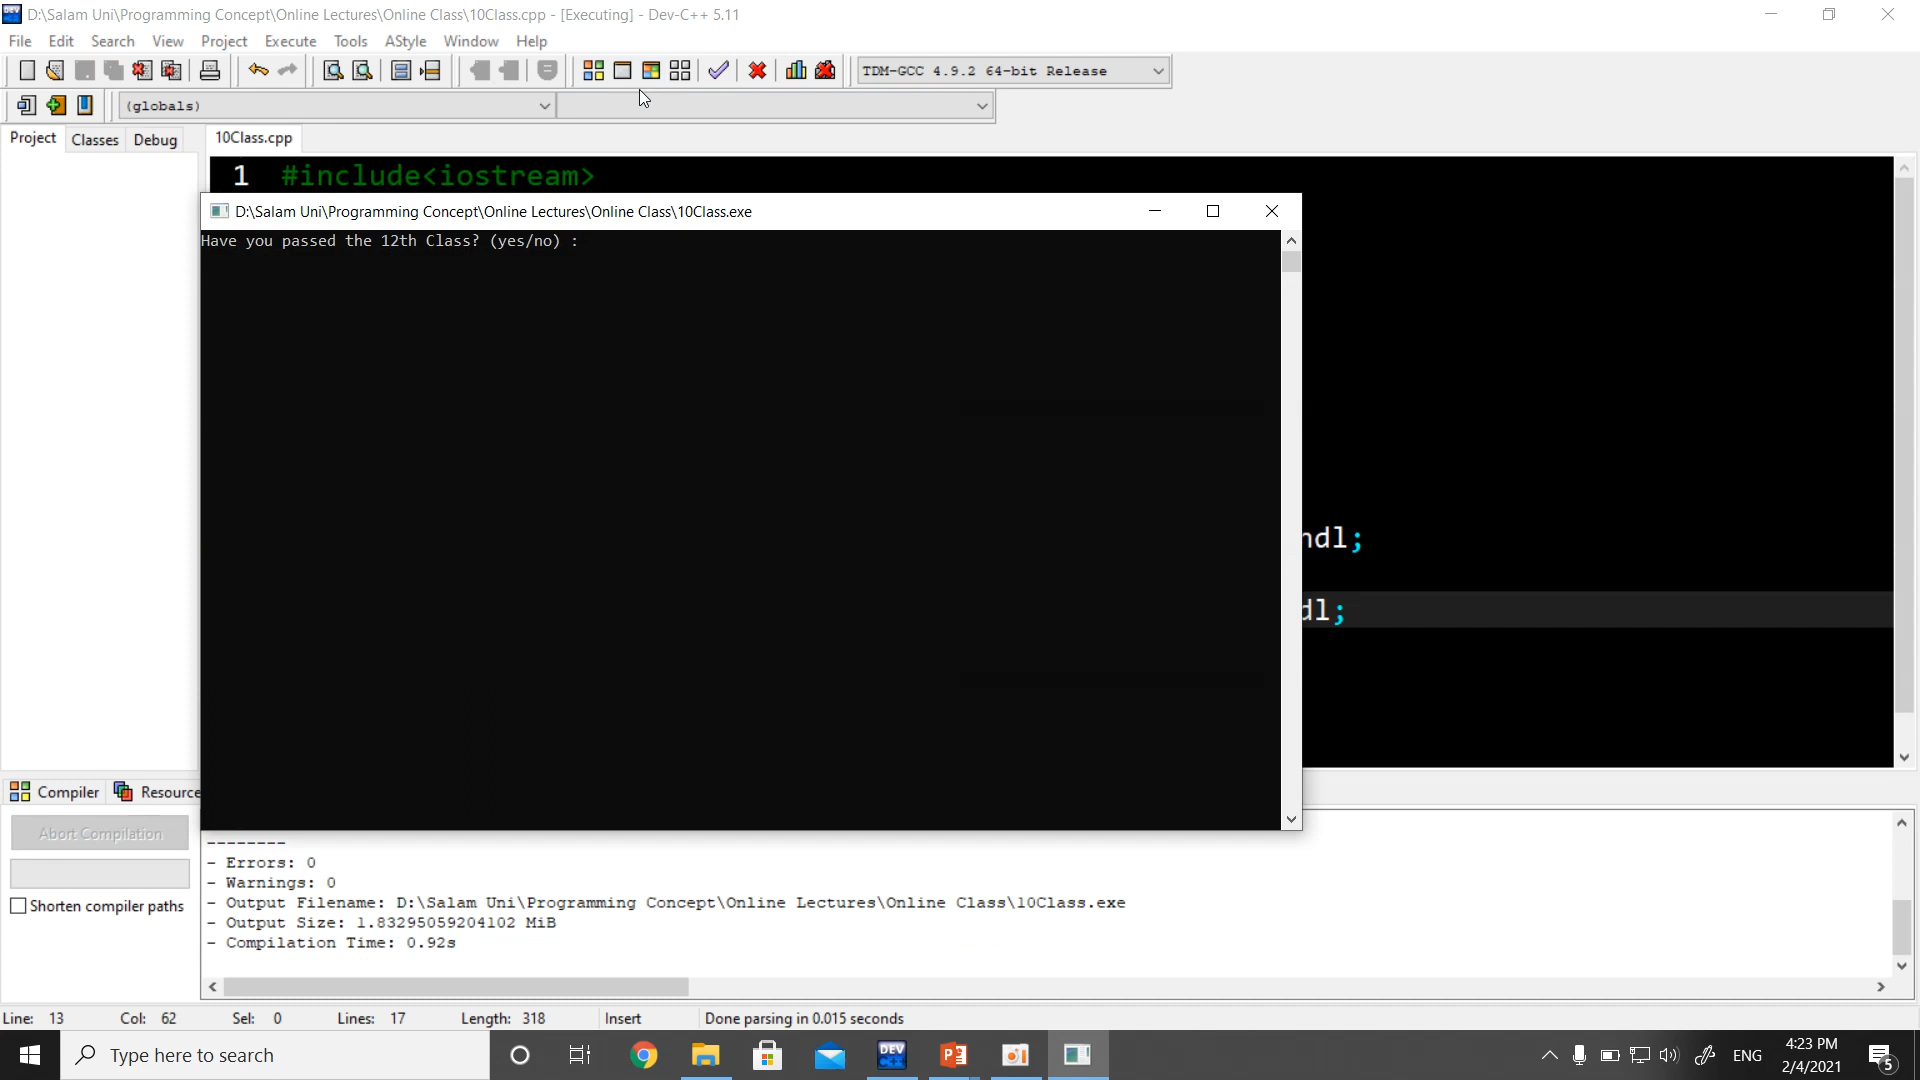 D:\Salam Uni\Programming Concept\Online Lectures\Online Class\10Class.cpp - [Executing] - Dev-C++ 5.11
File Edit Search View Project Execute Tools AStyle Window Help
TDM-GCC 4.9.2 64-bit Release
(globals)
Project Classes Debug 10Class.cpp
1 #include<iostream>
D:\Salam Uni\Programming Concept\Online Lectures\Online Class\10Class.exe
Have you passed the 12th Class? (yes/no) :
ndl;
dl;
Compiler Resource
Abort Compilation
Shorten compiler paths
--------
- Errors: 0
- Warnings: 0
- Output Filename: D:\Salam Uni\Programming Concept\Online Lectures\Online Class\10Class.exe
- Output Size: 1.83295059204102 MiB
- Compilation Time: 0.92s
Line: 13 Col: 62 Sel: 0 Lines: 17 Length: 318 Insert Done parsing in 0.015 seconds
Type here to search
DEV
ENG
4:23 PM
2/4/2021
5